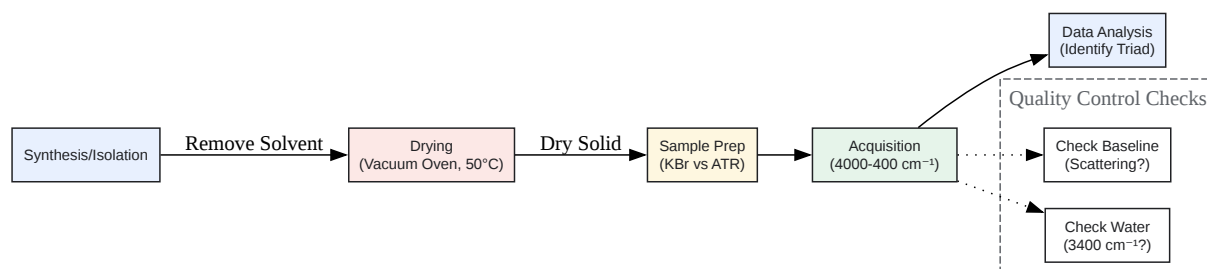 Synthesis/Isolation
Remove Solvent
Drying
(Vacuum Oven, 50°C)
Dry Solid
Sample Prep
(KBr vs ATR)
Acquisition
(4000-400 cm⁻¹)
Data Analysis
(Identify Triad)
Quality Control Checks
Check Baseline
(Scattering?)
Check Water
(3400 cm⁻¹?)